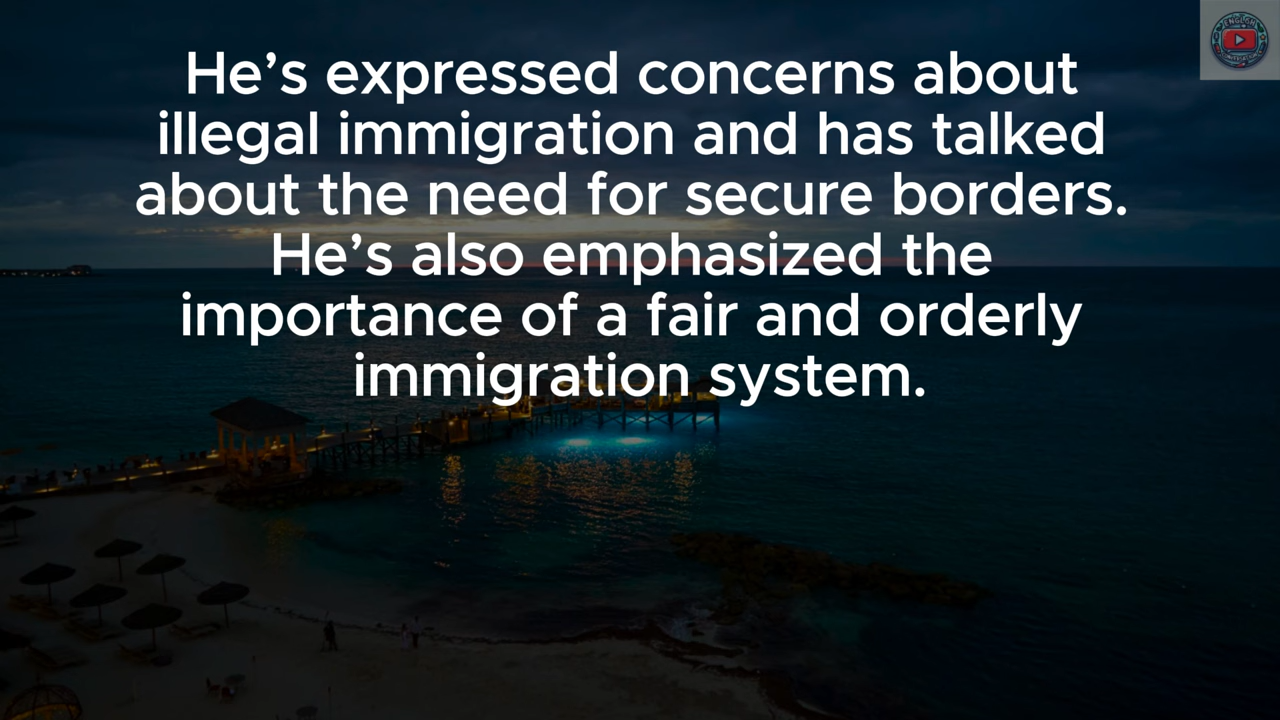 He’s expressed concerns about
illegal immigration and has talked
about the need for secure borders.
He’s also emphasized the
importance of a fair and orderly
immigration system.